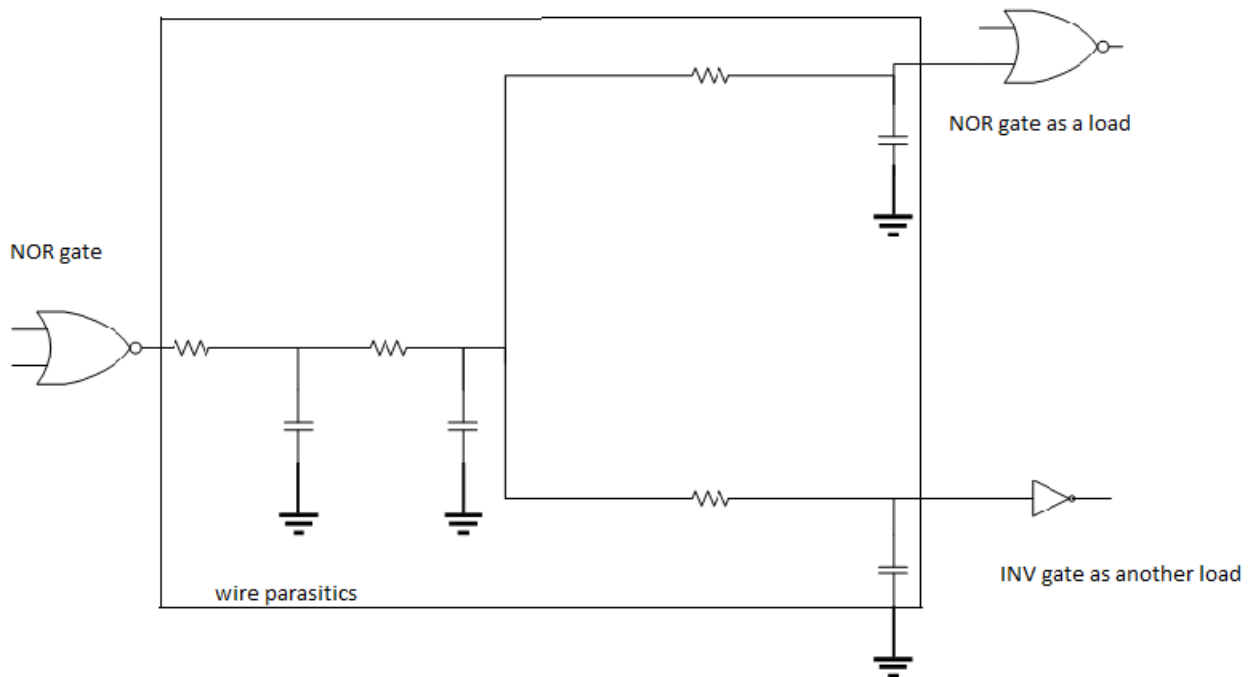 NOR gate as a load
NOR gate
wire parasitics
INV gate as another load